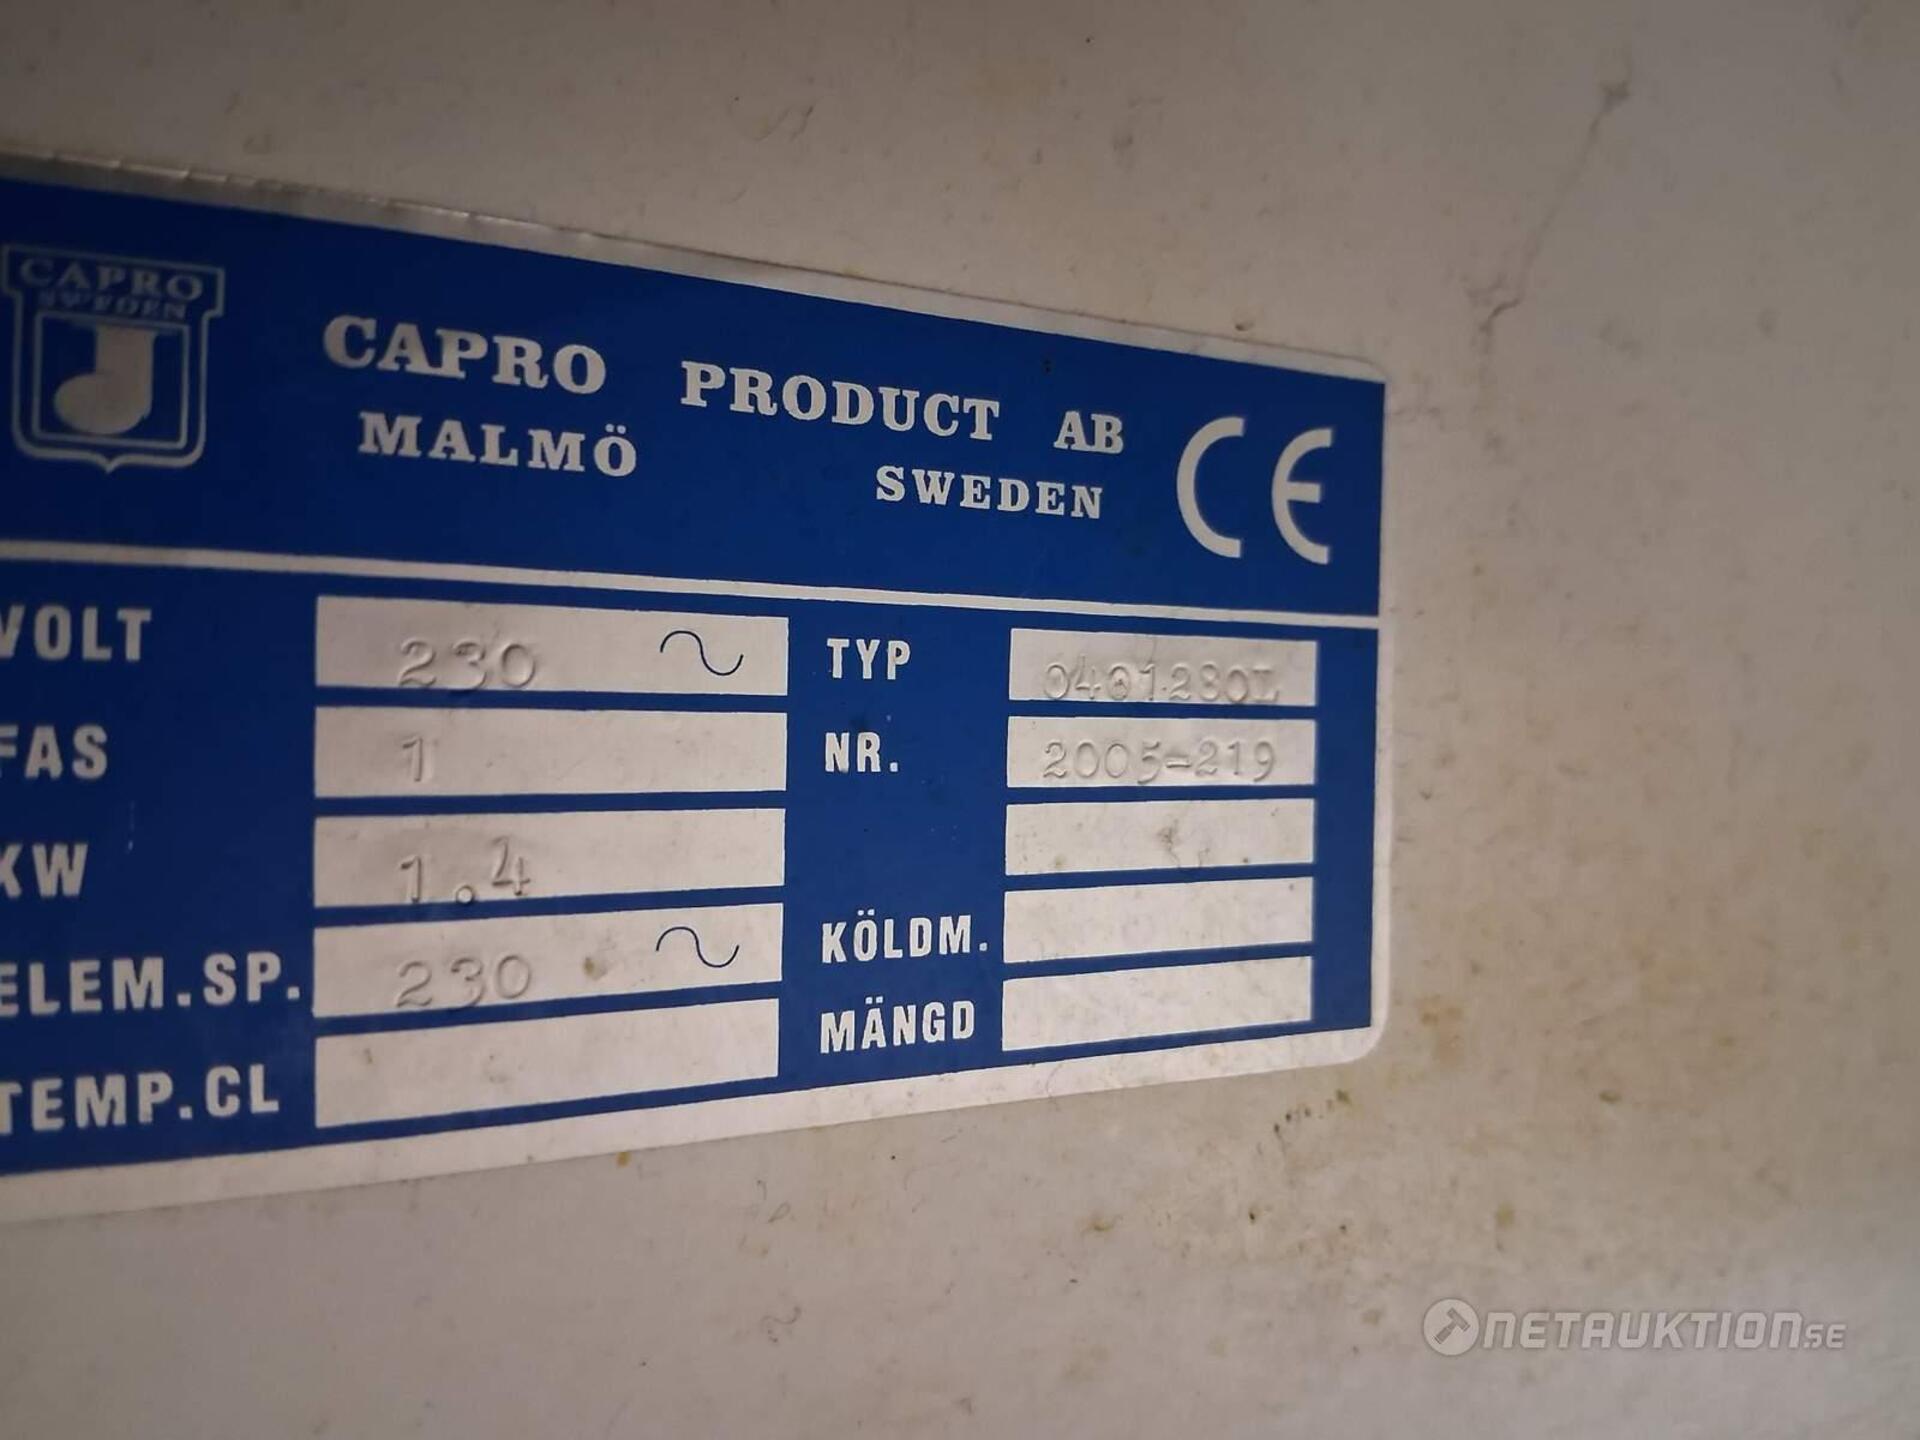 CAPRO
SWEDEN
CAPRO PRODUCT AB
MALMÖ SWEDEN
CE
VOLT 230 ~
FAS 1
KW 1.4
ELEM.SP. 230 ~
TEMP.CL
TYP 0401280L
NR. 2005-219
KÖLDM.
MÄNGD
NETAUKTION.SE